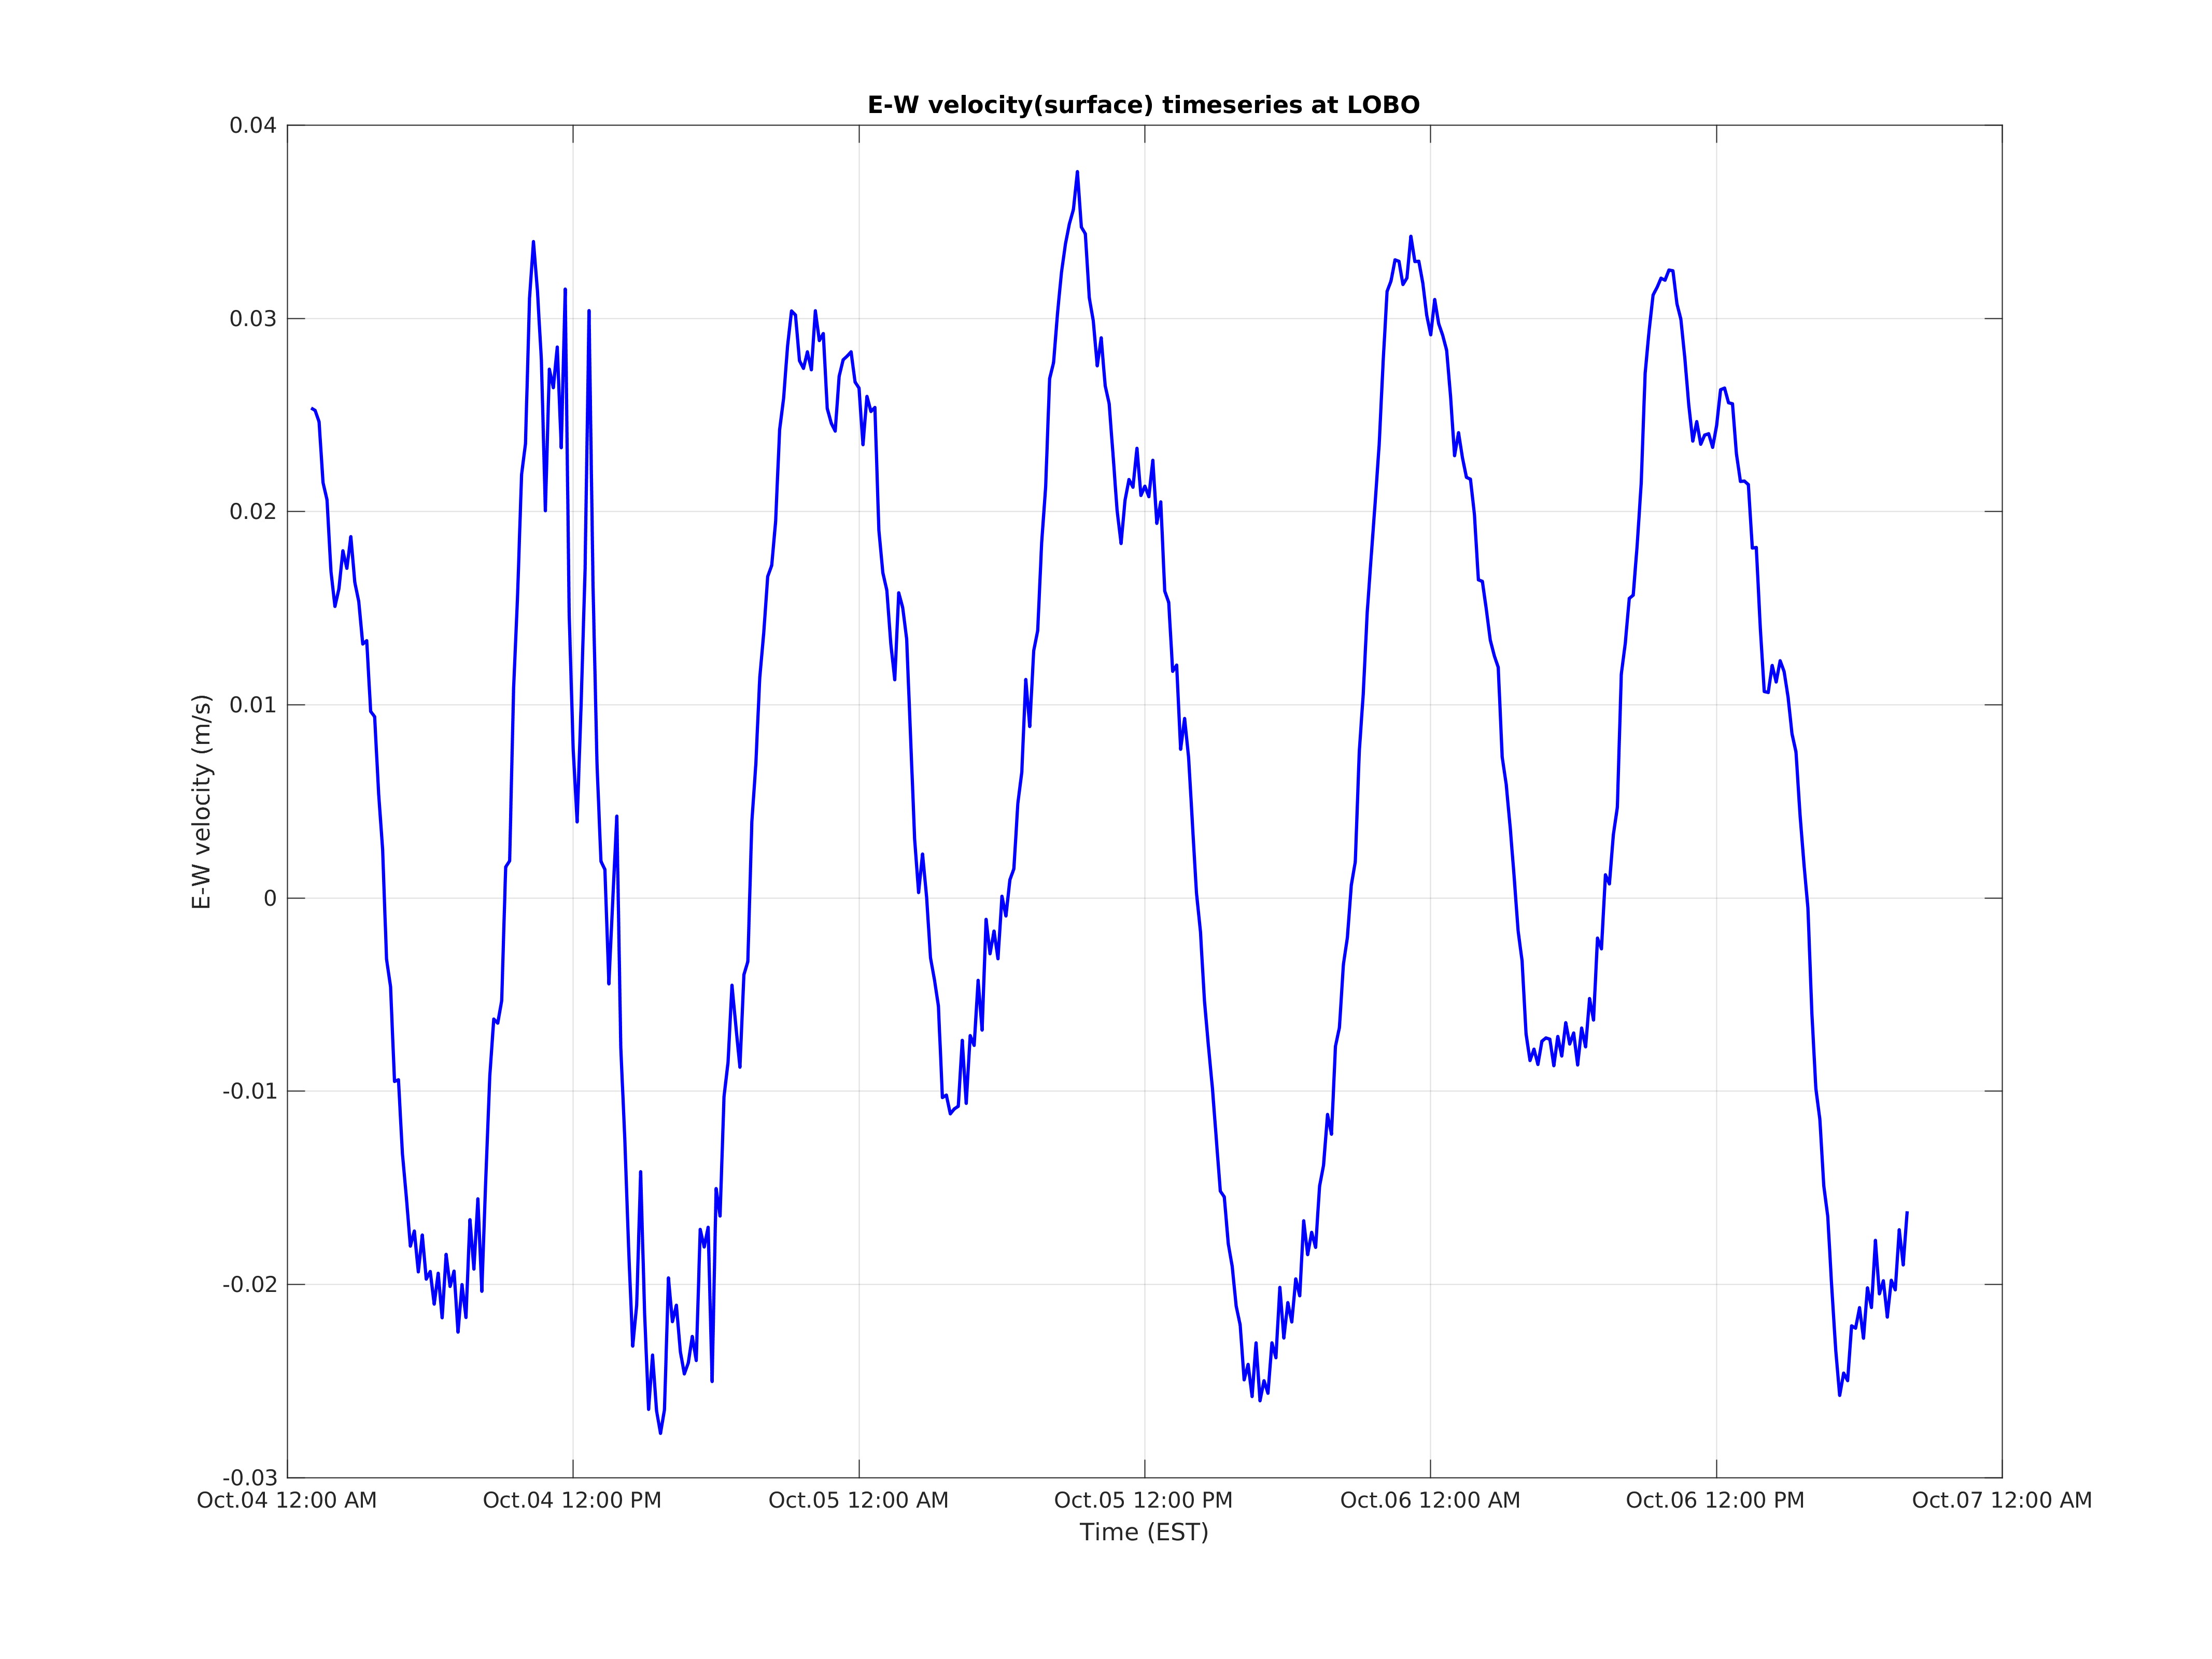 E-W velocity(surface) timeseries at LOBO
E-W velocity (m/s)
0.04
0.03
0.02
0.01
0
-0.01
-0.02
-0.03
Oct.04 12:00 AM
Oct.04 12:00 PM
Oct.05 12:00 AM
Oct.05 12:00 PM
Oct.06 12:00 AM
Oct.06 12:00 PM
Oct.07 12:00 AM
Time (EST)